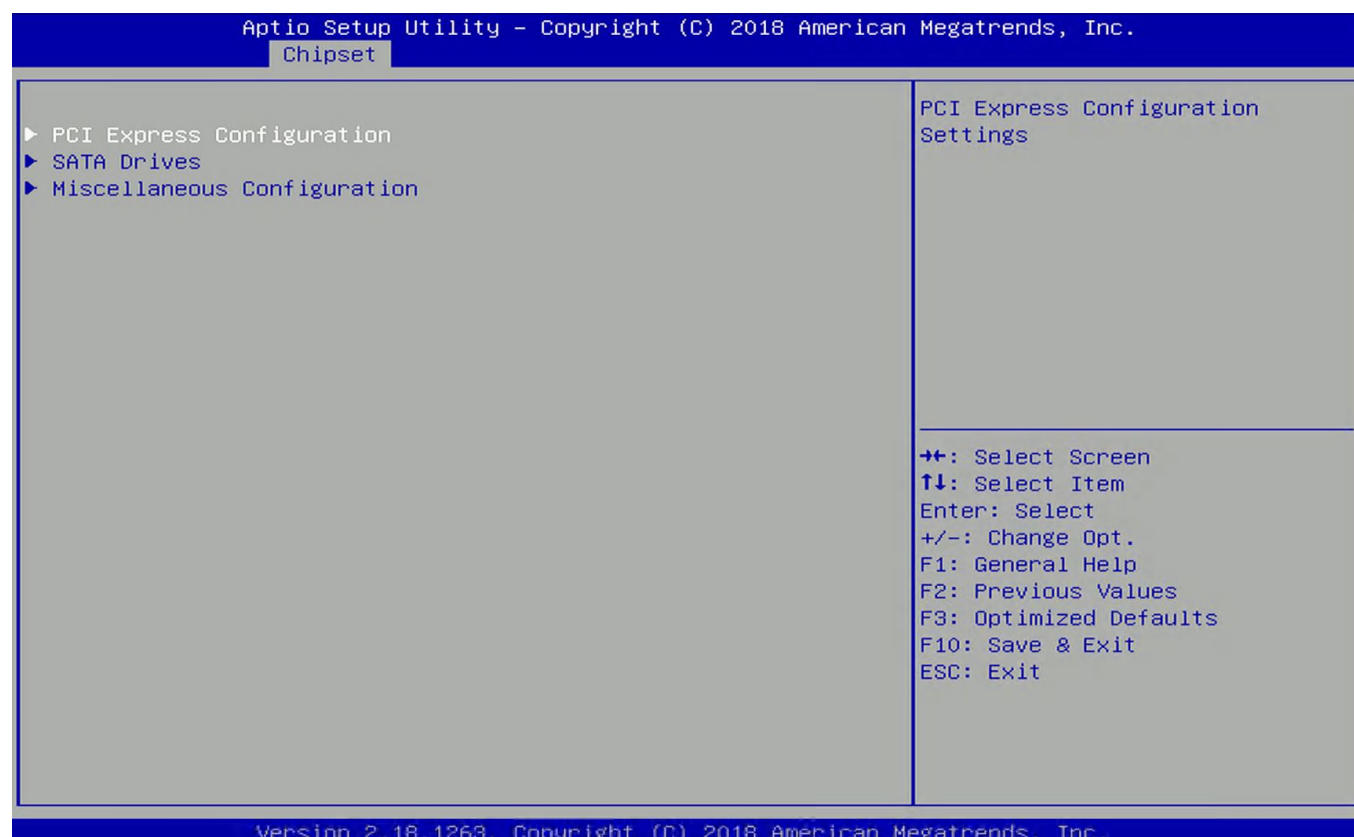 Aptio Setup Utility – Copyright (C) 2018 American Megatrends, Inc.
Chipset
► PCI Express Configuration
► SATA Drives
► Miscellaneous Configuration
PCI Express Configuration
Settings
→←: Select Screen
↑↓: Select Item
Enter: Select
+/-: Change Opt.
F1: General Help
F2: Previous Values
F3: Optimized Defaults
F10: Save & Exit
ESC: Exit
Version 2.18.1263. Copyright (C) 2018 American Megatrends, Inc.